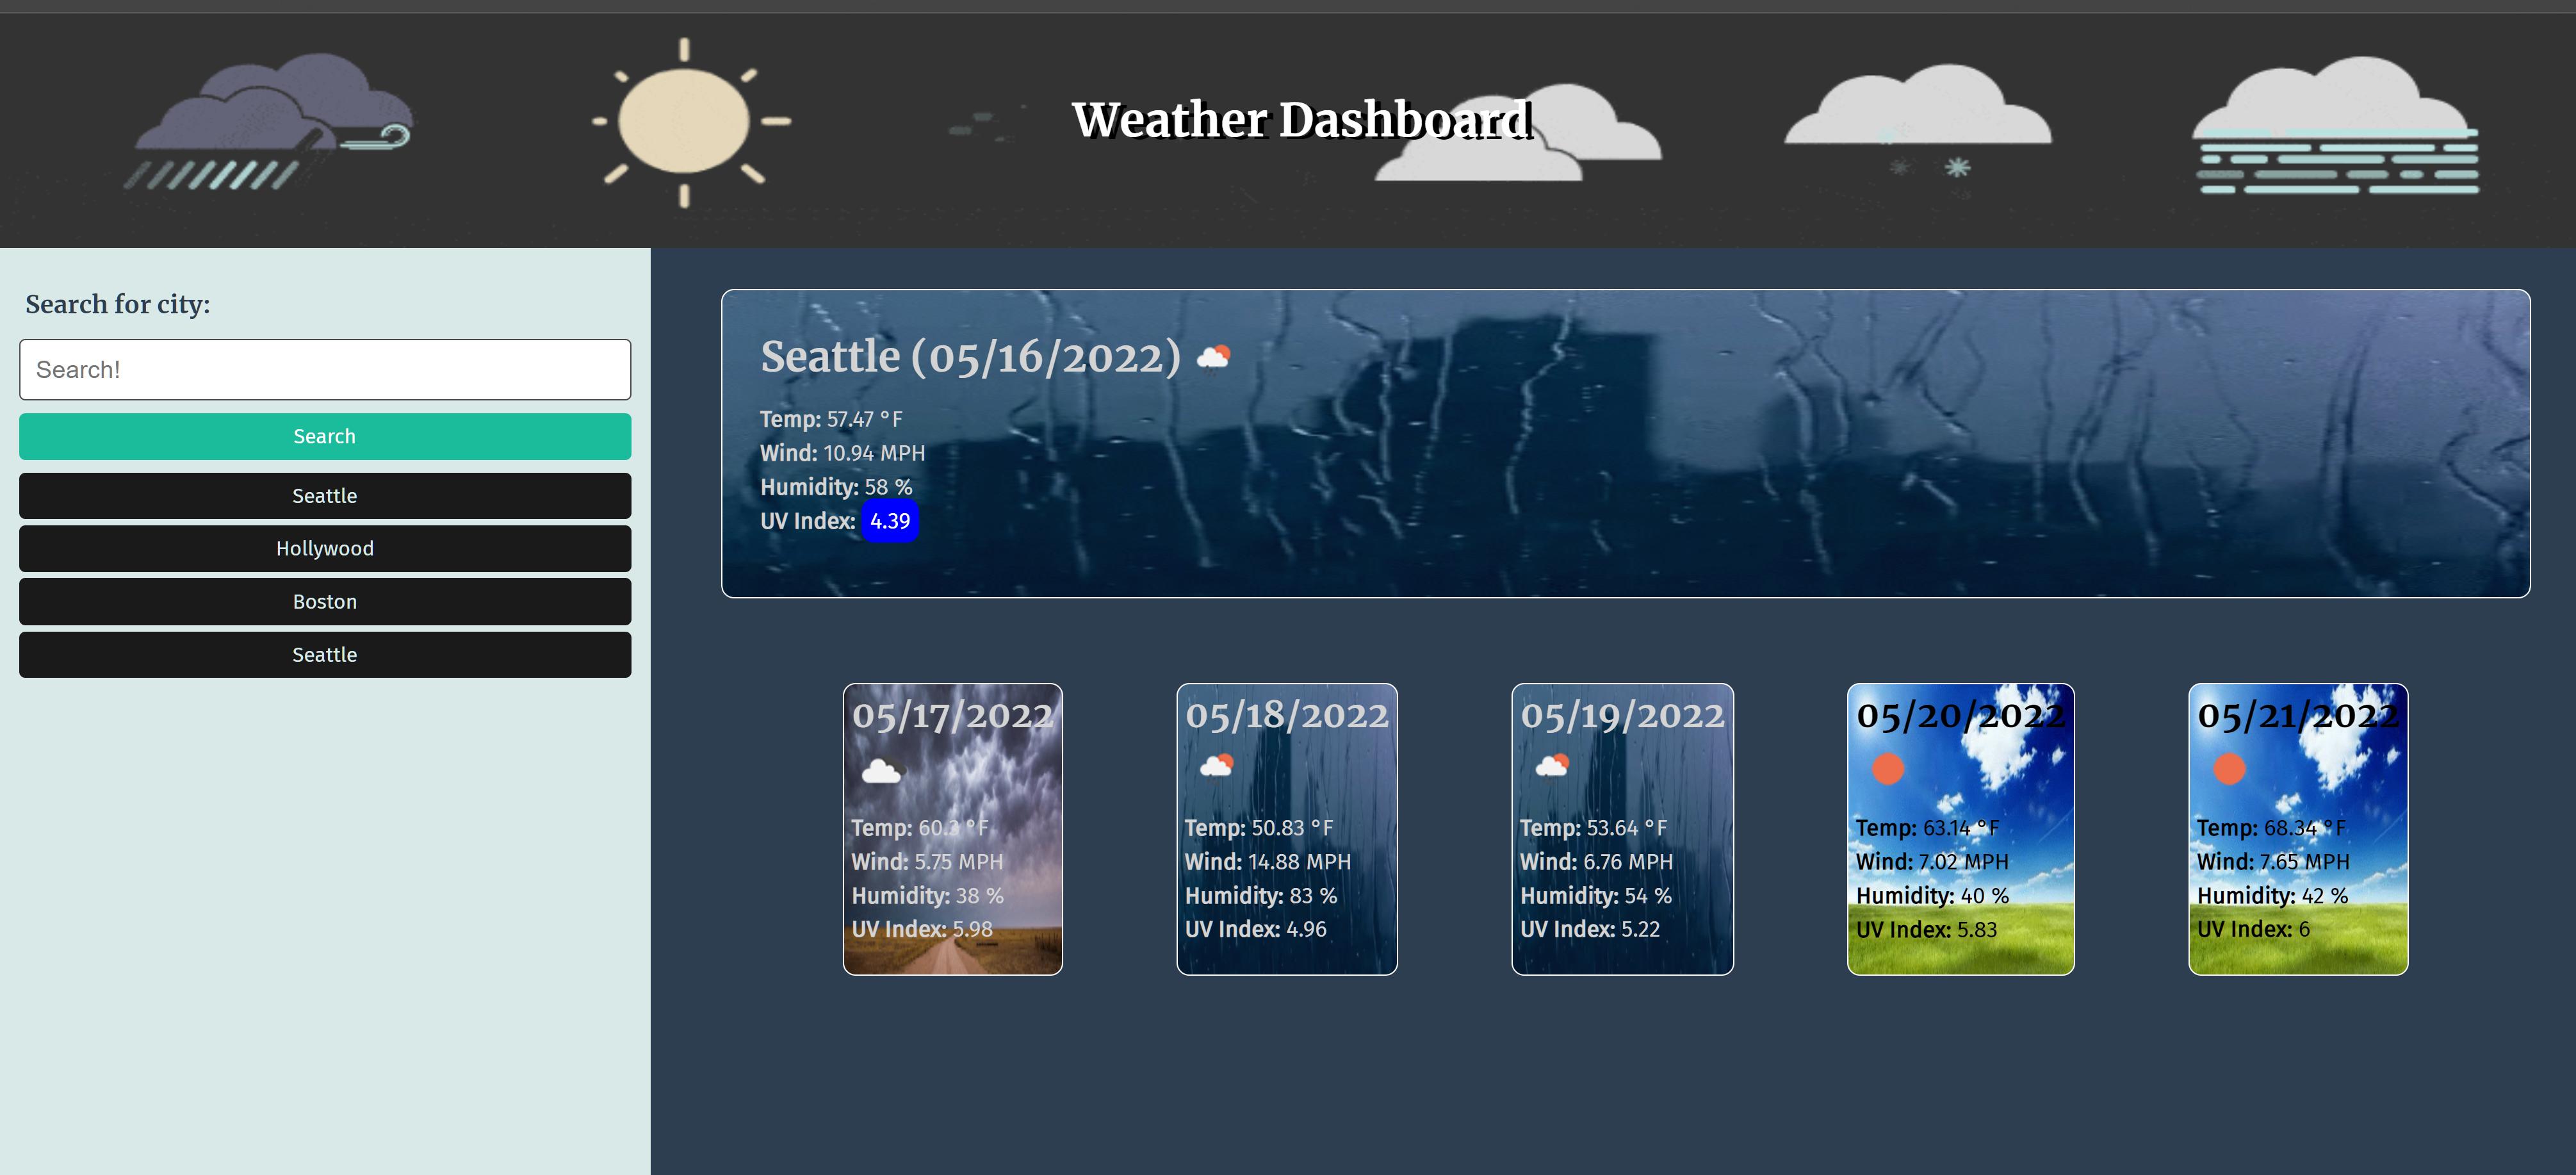 Weather Dashboard
Search for city:
Search!
Search
Seattle
Hollywood
Boston
Seattle
Seattle (05/16/2022)
Temp: 57.47 °F
Wind: 10.94 MPH
Humidity: 58 %
UV Index: 4.39
05/17/2022
Temp: 60.3 °F
Wind: 5.75 MPH
Humidity: 38 %
UV Index: 5.98
05/18/2022
Temp: 50.83 °F
Wind: 14.88 MPH
Humidity: 83 %
UV Index: 4.96
05/19/2022
Temp: 53.64 °F
Wind: 6.76 MPH
Humidity: 54 %
UV Index: 5.22
05/20/2022
Temp: 63.14 °F
Wind: 7.02 MPH
Humidity: 40 %
UV Index: 5.83
05/21/2022
Temp: 68.34 °F
Wind: 7.65 MPH
Humidity: 42 %
UV Index: 6